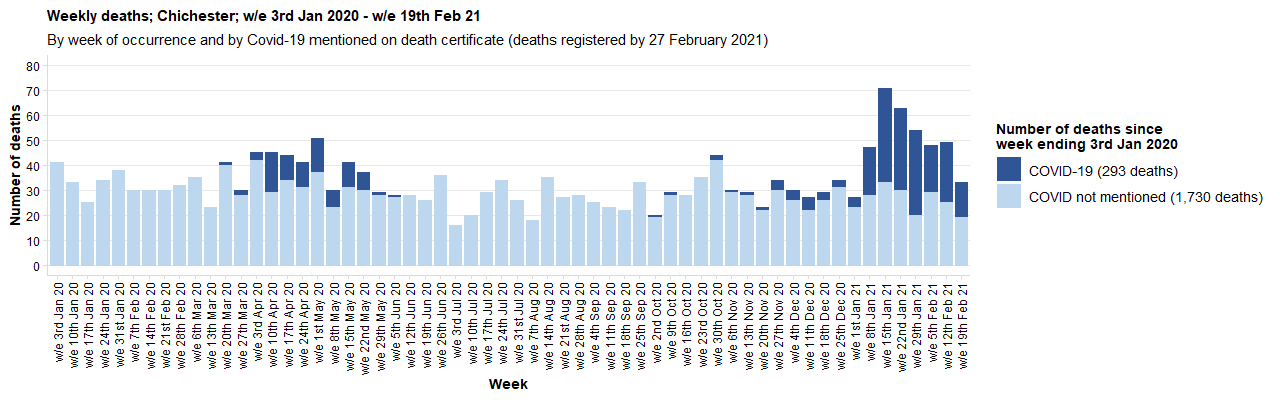 Weekly deaths; Chichester; w/e 3rd Jan 2020 - w/e 19th Feb 21
By week of occurrence and by Covid-19 mentioned on death certificate (deaths registered by 27 February 2021)
Number of deaths
80
70
60
50
40
30
20
10
0
w/e 3rd Jan 20
w/e 10th Jan 20
w/e 17th Jan 20
w/e 24th Jan 20
w/e 31st Jan 20
w/e 7th Feb 20
w/e 14th Feb 20
w/e 21st Feb 20
w/e 28th Feb 20
w/e 6th Mar 20
w/e 13th Mar 20
w/e 20th Mar 20
w/e 27th Mar 20
w/e 3rd Apr 20
w/e 10th Apr 20
w/e 17th Apr 20
w/e 24th Apr 20
w/e 1st May 20
w/e 8th May 20
w/e 15th May 20
w/e 22nd May 20
w/e 29th May 20
w/e 5th Jun 20
w/e 12th Jun 20
w/e 19th Jun 20
w/e 26th Jun 20
w/e 3rd Jul 20
w/e 10th Jul 20
w/e 17th Jul 20
w/e 24th Jul 20
w/e 31st Jul 20
w/e 7th Aug 20
w/e 14th Aug 20
w/e 21st Aug 20
w/e 28th Aug 20
w/e 4th Sep 20
w/e 11th Sep 20
w/e 18th Sep 20
w/e 25th Sep 20
w/e 2nd Oct 20
w/e 9th Oct 20
w/e 16th Oct 20
w/e 23rd Oct 20
w/e 30th Oct 20
w/e 6th Nov 20
w/e 13th Nov 20
w/e 20th Nov 20
w/e 27th Nov 20
w/e 4th Dec 20
w/e 11th Dec 20
w/e 18th Dec 20
w/e 25th Dec 20
w/e 1st Jan 21
w/e 8th Jan 21
w/e 15th Jan 21
w/e 22nd Jan 21
w/e 29th Jan 21
w/e 5th Feb 21
w/e 12th Feb 21
w/e 19th Feb 21
Week
Number of deaths since
week ending 3rd Jan 2020
COVID-19 (293 deaths)
COVID not mentioned (1,730 deaths)